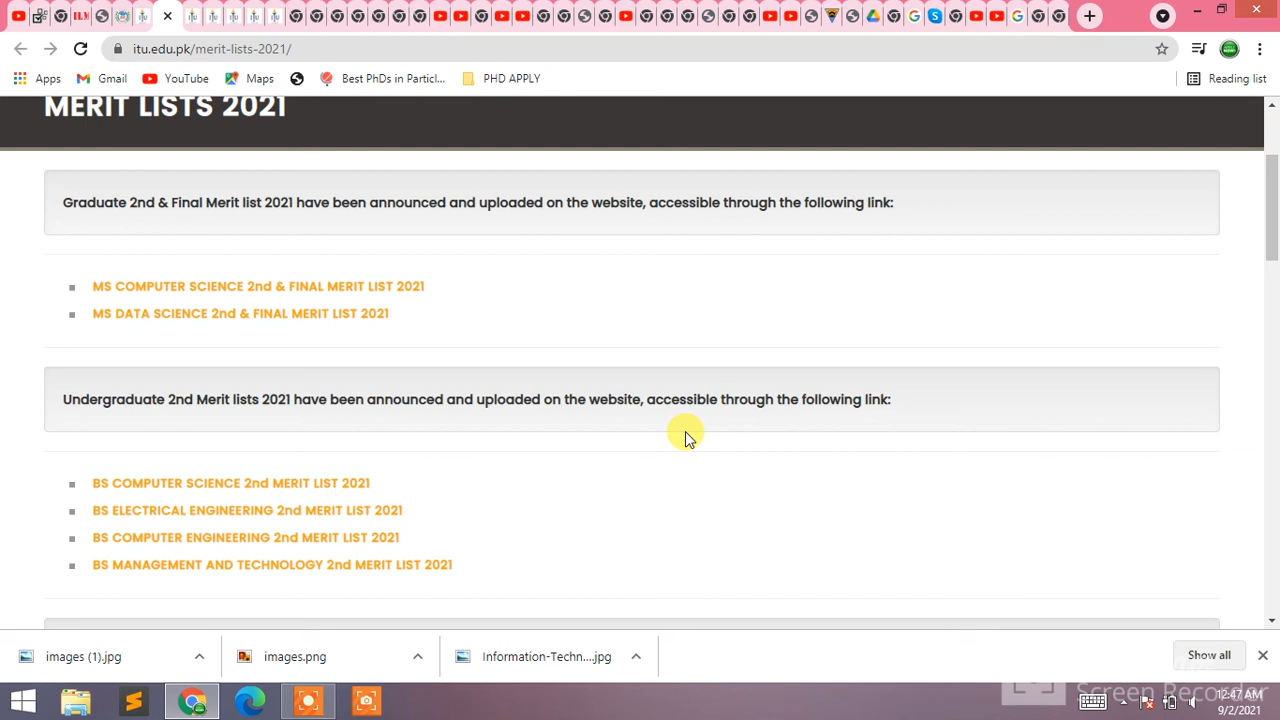 itu.edu.pk/merit-lists-2021/
Apps
Gmail
YouTube
Maps
Best PhDs in Particl...
PHD APPLY
Reading list
MERIT LISTS 2021
Graduate 2nd & Final Merit list 2021 have been announced and uploaded on the website, accessible through the following link:
MS COMPUTER SCIENCE 2nd & FINAL MERIT LIST 2021
MS DATA SCIENCE 2nd & FINAL MERIT LIST 2021
Undergraduate 2nd Merit lists 2021 have been announced and uploaded on the website, accessible through the following link:
BS COMPUTER SCIENCE 2nd MERIT LIST 2021
BS ELECTRICAL ENGINEERING 2nd MERIT LIST 2021
BS COMPUTER ENGINEERING 2nd MERIT LIST 2021
BS MANAGEMENT AND TECHNOLOGY 2nd MERIT LIST 2021
images (1).jpg
images.png
Information-Techn....jpg
Show all
Screen Recorder
12:47 AM
9/2/2021